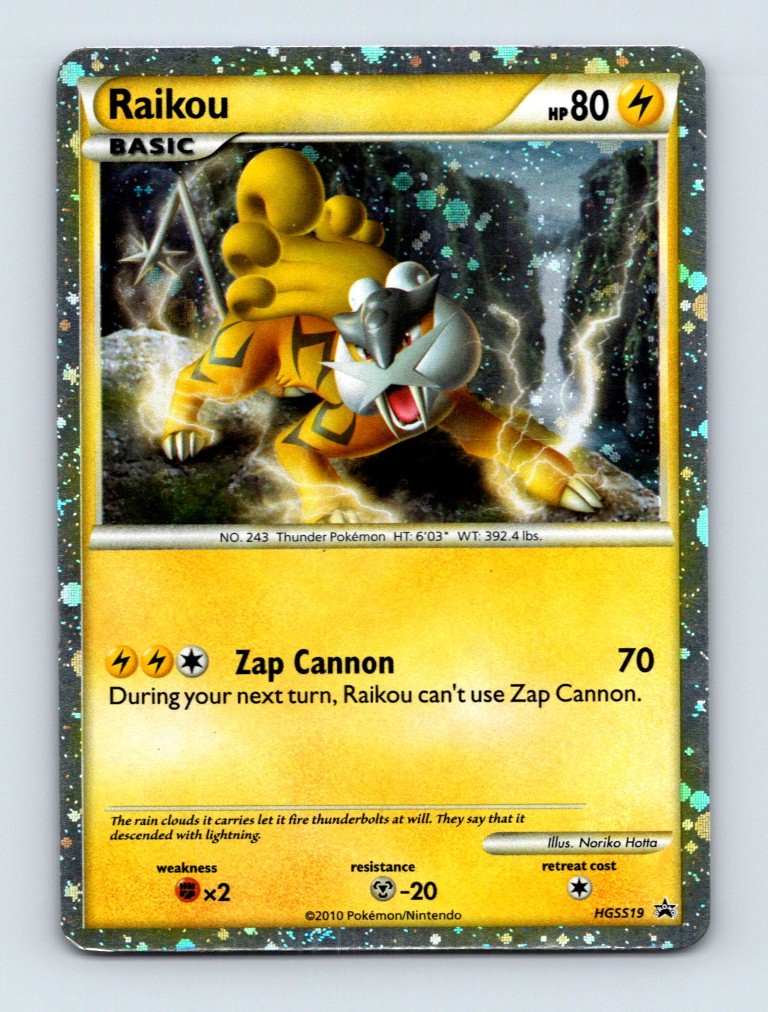 Raikou
HP 80
BASIC
NO. 243 Thunder Pokémon HT: 6'03" WT: 392.4 lbs.
Zap Cannon 70
During your next turn, Raikou can't use Zap Cannon.
The rain clouds it carries let it fire thunderbolts at will. They say that it
descended with lightning.
Illus. Noriko Hotta
weakness resistance retreat cost
×2 -20
©2010 Pokémon/Nintendo HGSS19